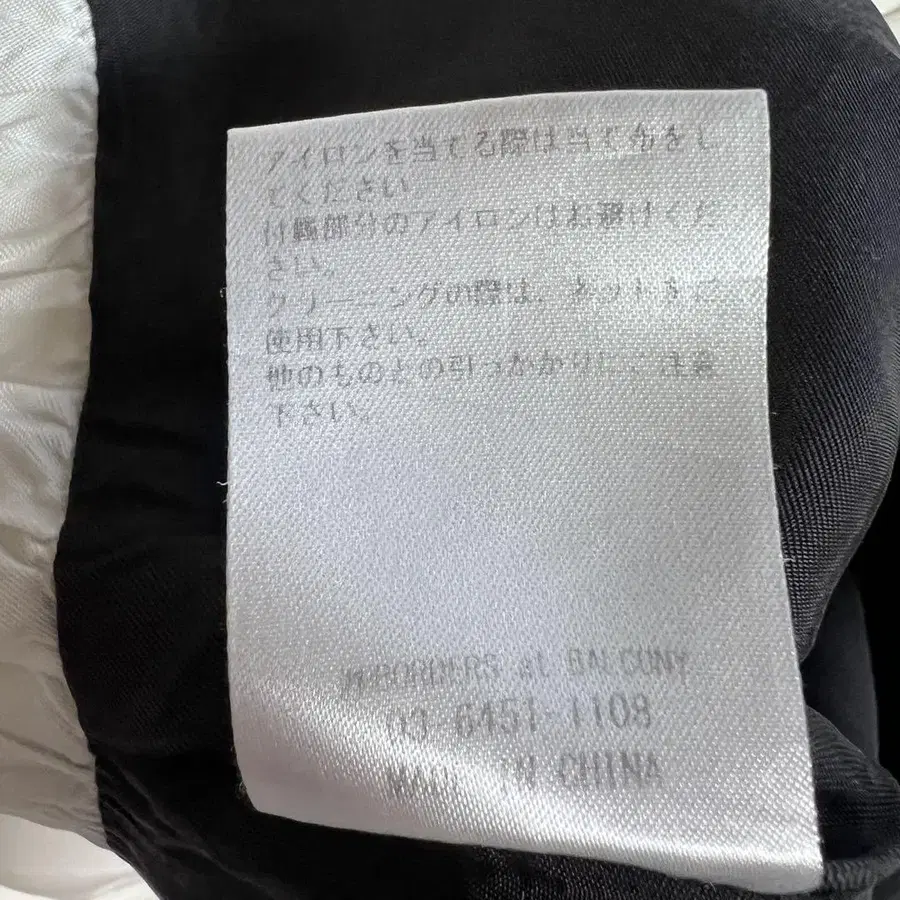 アイロンを当てる際は当て布をし
てください
付属部分のアイロンはお避けくだ
さい。
クリーニングの際は、ネットをご
使用下さい。
他のものとの引っかかりにご注意
下さい。
BORDERS at BALCONY
03-6451-1108
MADE IN CHINA